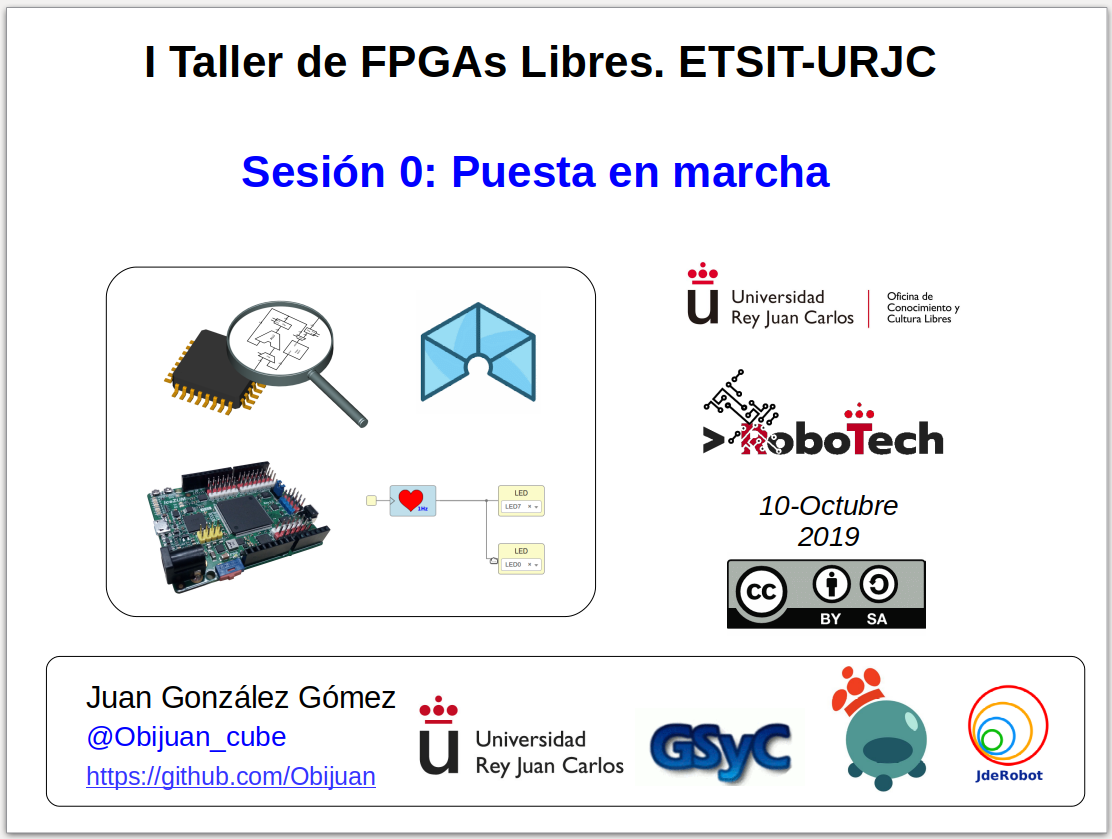 I Taller de FPGAs Libres. ETSIT-URJC
Sesión 0: Puesta en marcha
Universidad
Rey Juan Carlos
Oficina de
Conocimiento y
Cultura Libres
>RoboTech
1Hz
LED
LED7
LED
LED0
10-Octubre
2019
CC
BY SA
Juan González Gómez
@Obijuan_cube
https://github.com/Obijuan
Universidad
Rey Juan Carlos
GSyC
JdeRobot